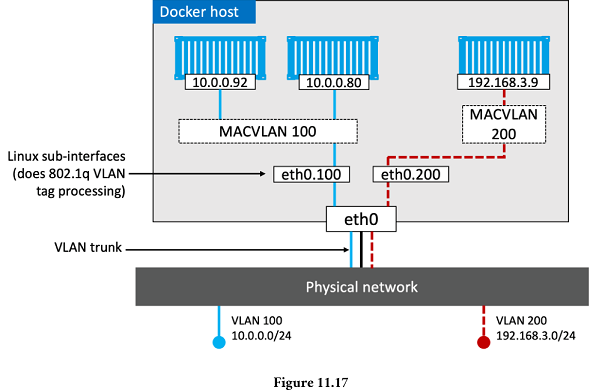 Docker host
10.0.0.92
10.0.0.80
192.168.3.9
MACVLAN 100
MACVLAN
200
Linux sub-interfaces
(does 802.1q VLAN
tag processing)
eth0.100
eth0.200
eth0
VLAN trunk
Physical network
VLAN 100
10.0.0.0/24
VLAN 200
192.168.3.0/24
Figure 11.17